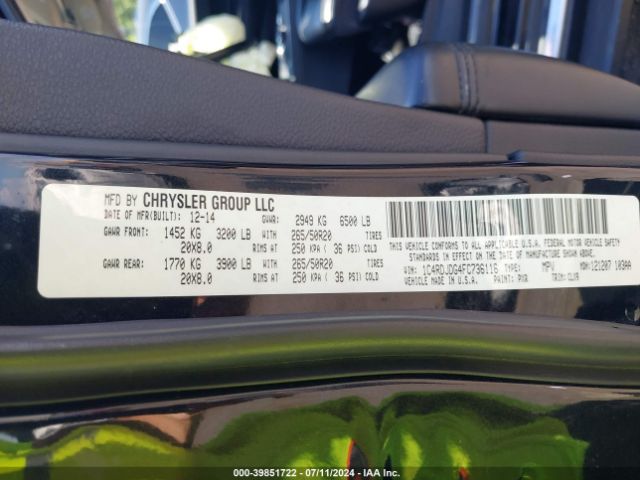 MFD BY CHRYSLER GROUP LLC
DATE OF MFR(BUILT): 12-14 GVWR: 2949 KG 6500 LB
GAWR FRONT: 1452 KG 3200 LB WITH 265/50R20 TIRES
20X8.0 RIMS AT 250 KPA ( 36 PSI) COLD
GAWR REAR: 1770 KG 3900 LB WITH 265/50R20 TIRES
20X8.0 RIMS AT 250 KPA ( 36 PSI) COLD
THIS VEHICLE CONFORMS TO ALL APPLICABLE U.S.A. FEDERAL MOTOR VEHICLE SAFETY
STANDARDS IN EFFECT ON THE DATE OF MANUFACTURE SHOWN ABOVE.
VIN: 1C4RDJDG4FC736116 TYPE: MPV MDH: 121207 103AA
VEHICLE MADE IN U.S.A. PAINT: PXR TRIM: CLX9
000-39851722 - 07/11/2024 - IAA Inc.